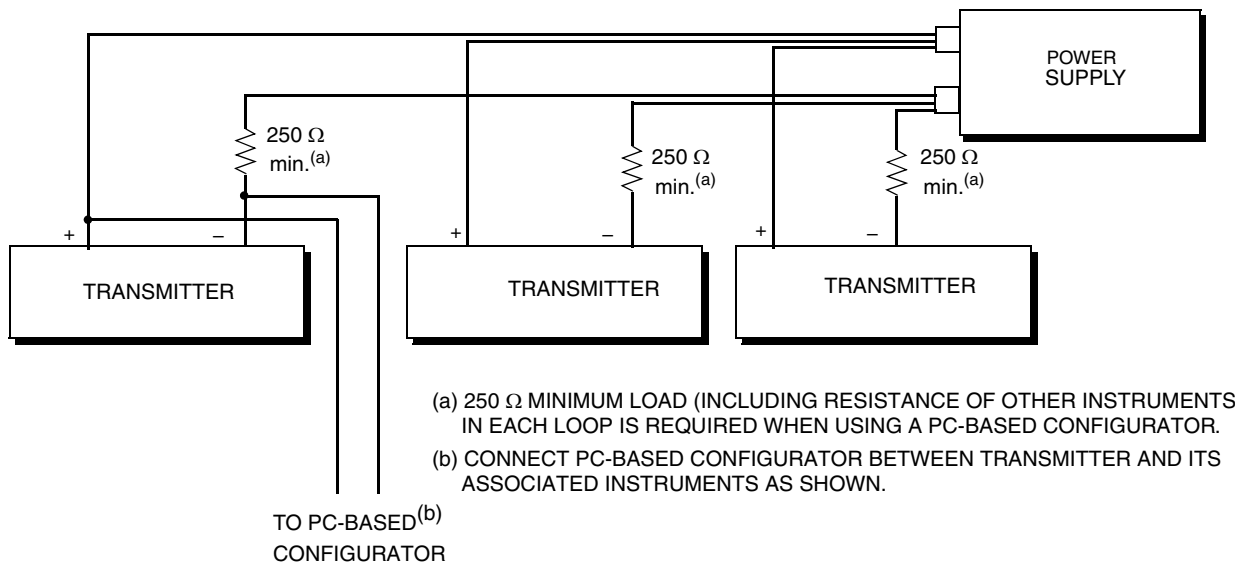 POWER
SUPPLY
250 Ω
min.(a)
250 Ω
min.(a)
250 Ω
min.(a)
+ –
+ –
+ –
TRANSMITTER
TRANSMITTER
TRANSMITTER
(a) 250 Ω MINIMUM LOAD (INCLUDING RESISTANCE OF OTHER INSTRUMENTS
IN EACH LOOP IS REQUIRED WHEN USING A PC-BASED CONFIGURATOR.
(b) CONNECT PC-BASED CONFIGURATOR BETWEEN TRANSMITTER AND ITS
ASSOCIATED INSTRUMENTS AS SHOWN.
TO PC-BASED(b)
CONFIGURATOR